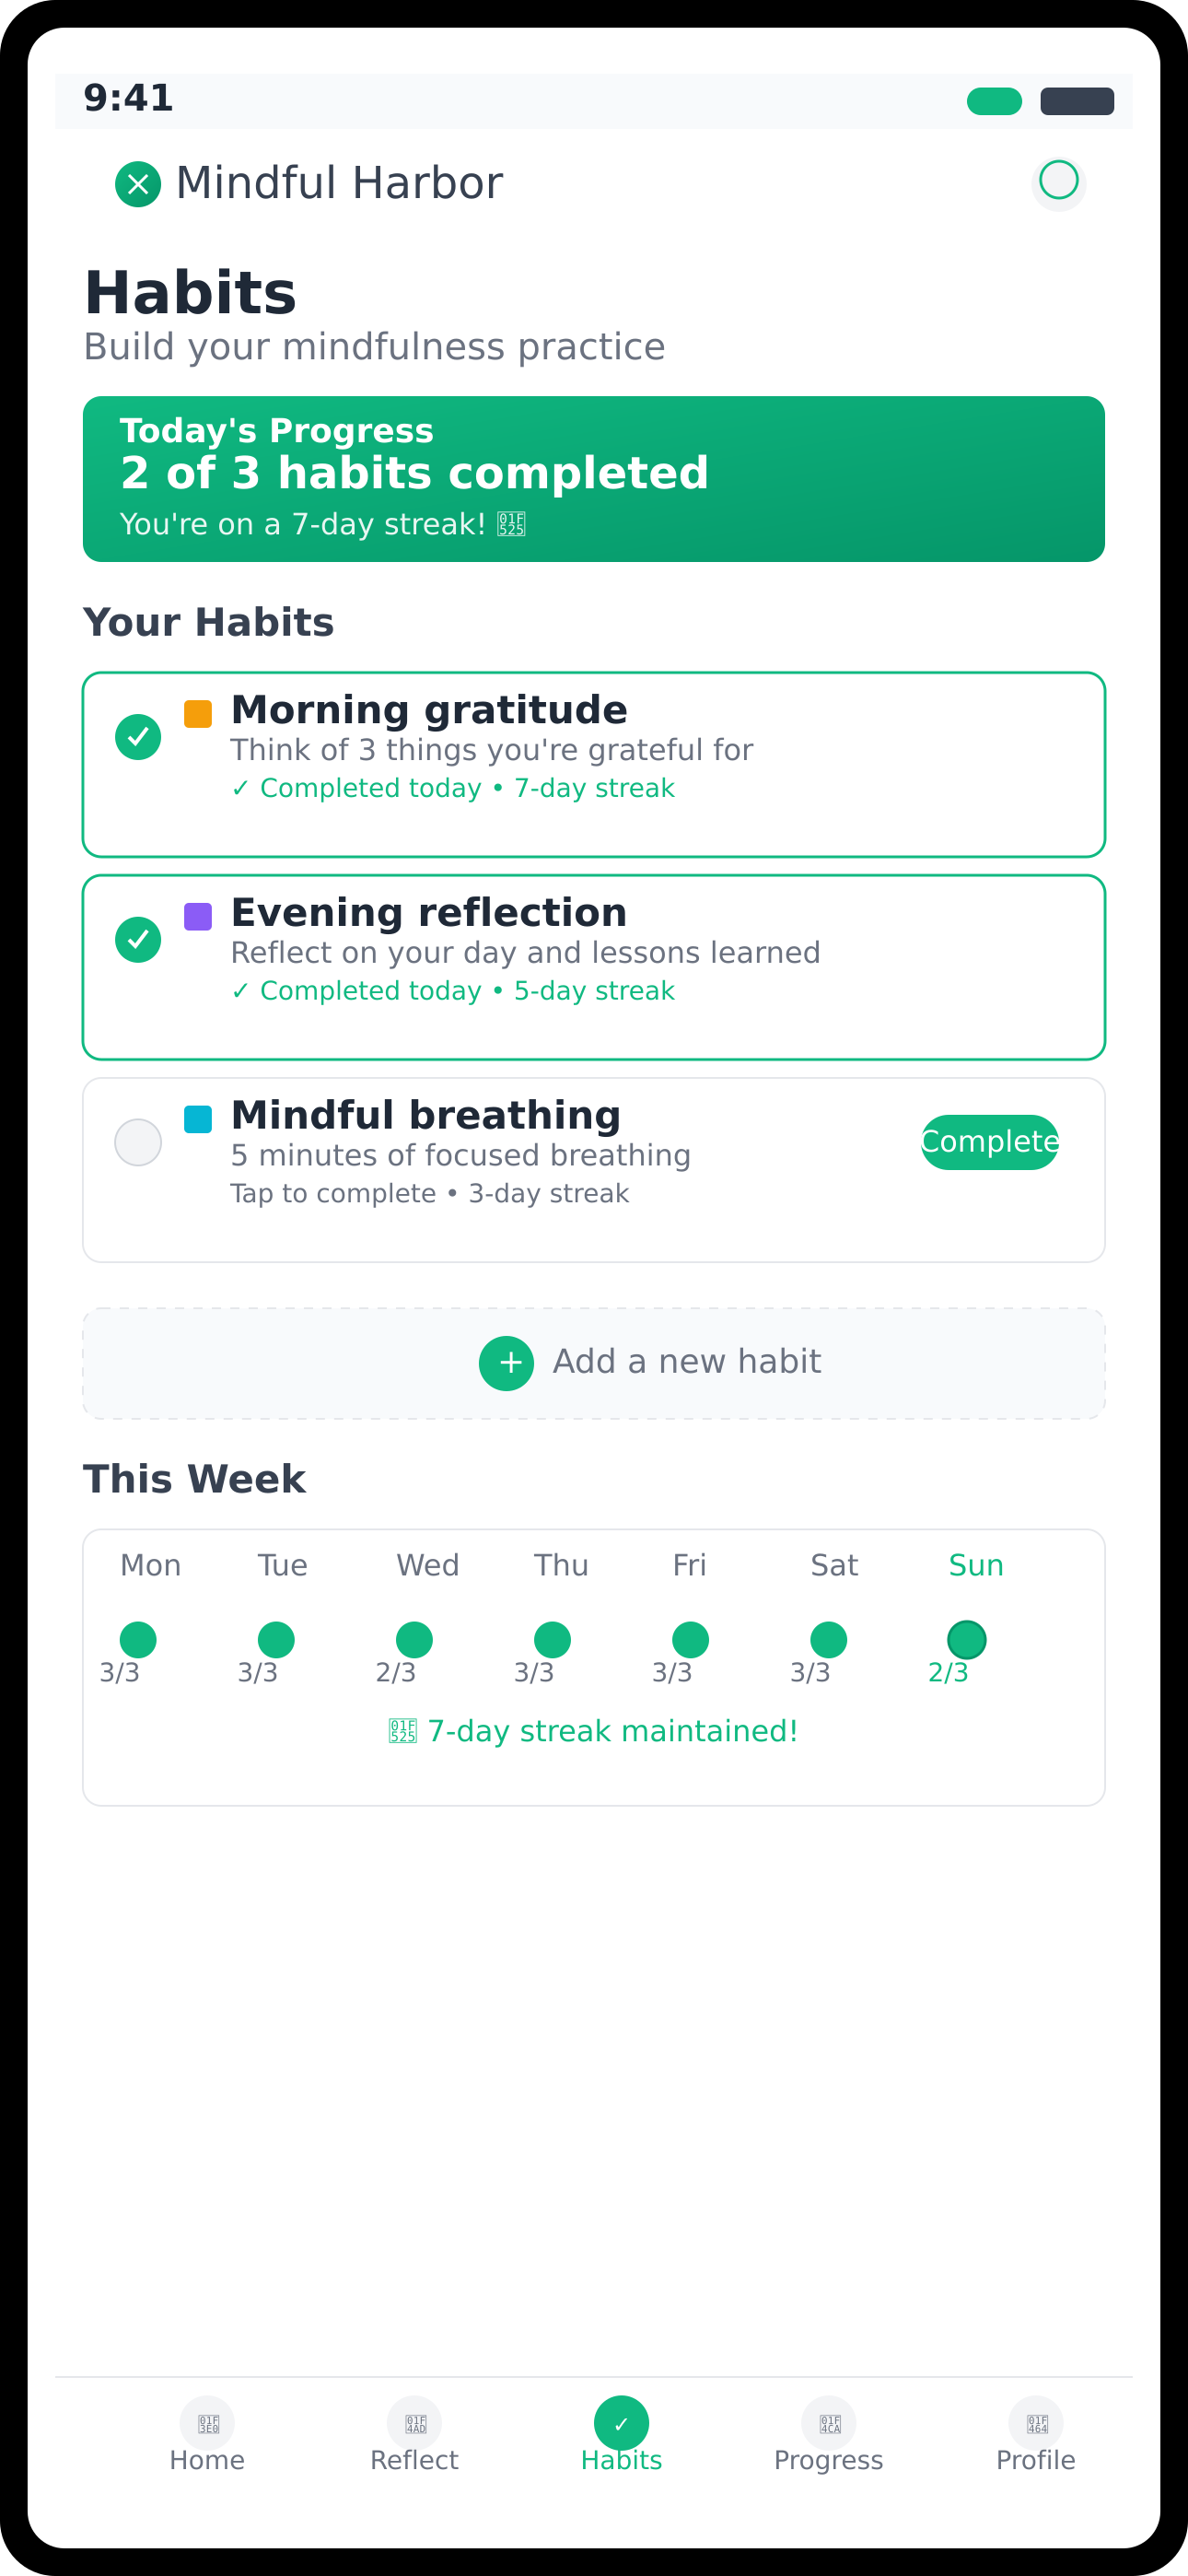 9:41
Mindful Harbor
Habits
Build your mindfulness practice
Today's Progress
2 of 3 habits completed
You're on a 7-day streak!
Your Habits
Morning gratitude
Think of 3 things you're grateful for
✓ Completed today • 7-day streak
Evening reflection
Reflect on your day and lessons learned
✓ Completed today • 5-day streak
Mindful breathing
5 minutes of focused breathing
Tap to complete • 3-day streak
Complete
+ Add a new habit
This Week
Mon Tue Wed Thu Fri Sat Sun
3/3 3/3 2/3 3/3 3/3 3/3 2/3
7-day streak maintained!
✓
Home Reflect Habits Progress Profile